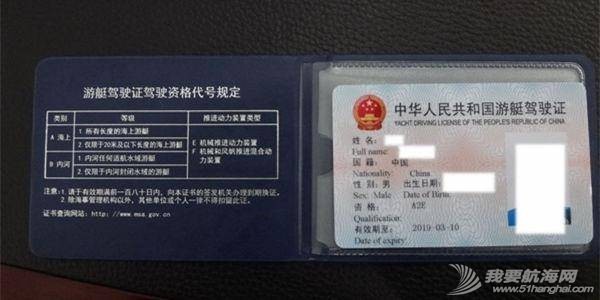 游艇驾驶证驾驶资格代号规定
类别 等级 推进动力装置类型
A 海上 1.所有长度的海上游艇
2.仅限于20米及以下长度的海上游艇
B 内河 1.内河任何适航水域游艇
2.仅限于内河封闭水域的游艇
E 机械推进动力装置
F 机械和风帆推进混合动力装置
注意:1.请于有效期满前一百八十日内，向本证书的签发机关办理到期换证。
2.除海事管理机构以外，其他单位或个人一律不得扣留此证。
证书查询网站: http://www.msa.gov.cn
中华人民共和国游艇驾驶证
YACHT DRIVING LICENSE OF THE PEOPLE'S REPUBLIC OF CHINA
姓名:
Full name:
国籍: 中国
Nationality: China
性别: 男 出生日期:
Sex: Male Date of Birth:
资格: A2E
Qualification:
有效期至: 2019-03-10
Date of expiry
我要航海网
www.51hanghai.com